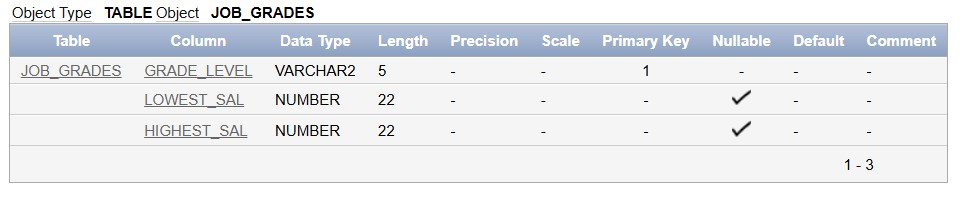 Object Type TABLE Object JOB_GRADES
Table Column Data Type Length Precision Scale Primary Key Nullable Default Comment
JOB_GRADES GRADE_LEVEL VARCHAR2 5 - - 1 - - -
LOWEST_SAL NUMBER 22 - - - ✓ - -
HIGHEST_SAL NUMBER 22 - - - ✓ - -
1 - 3